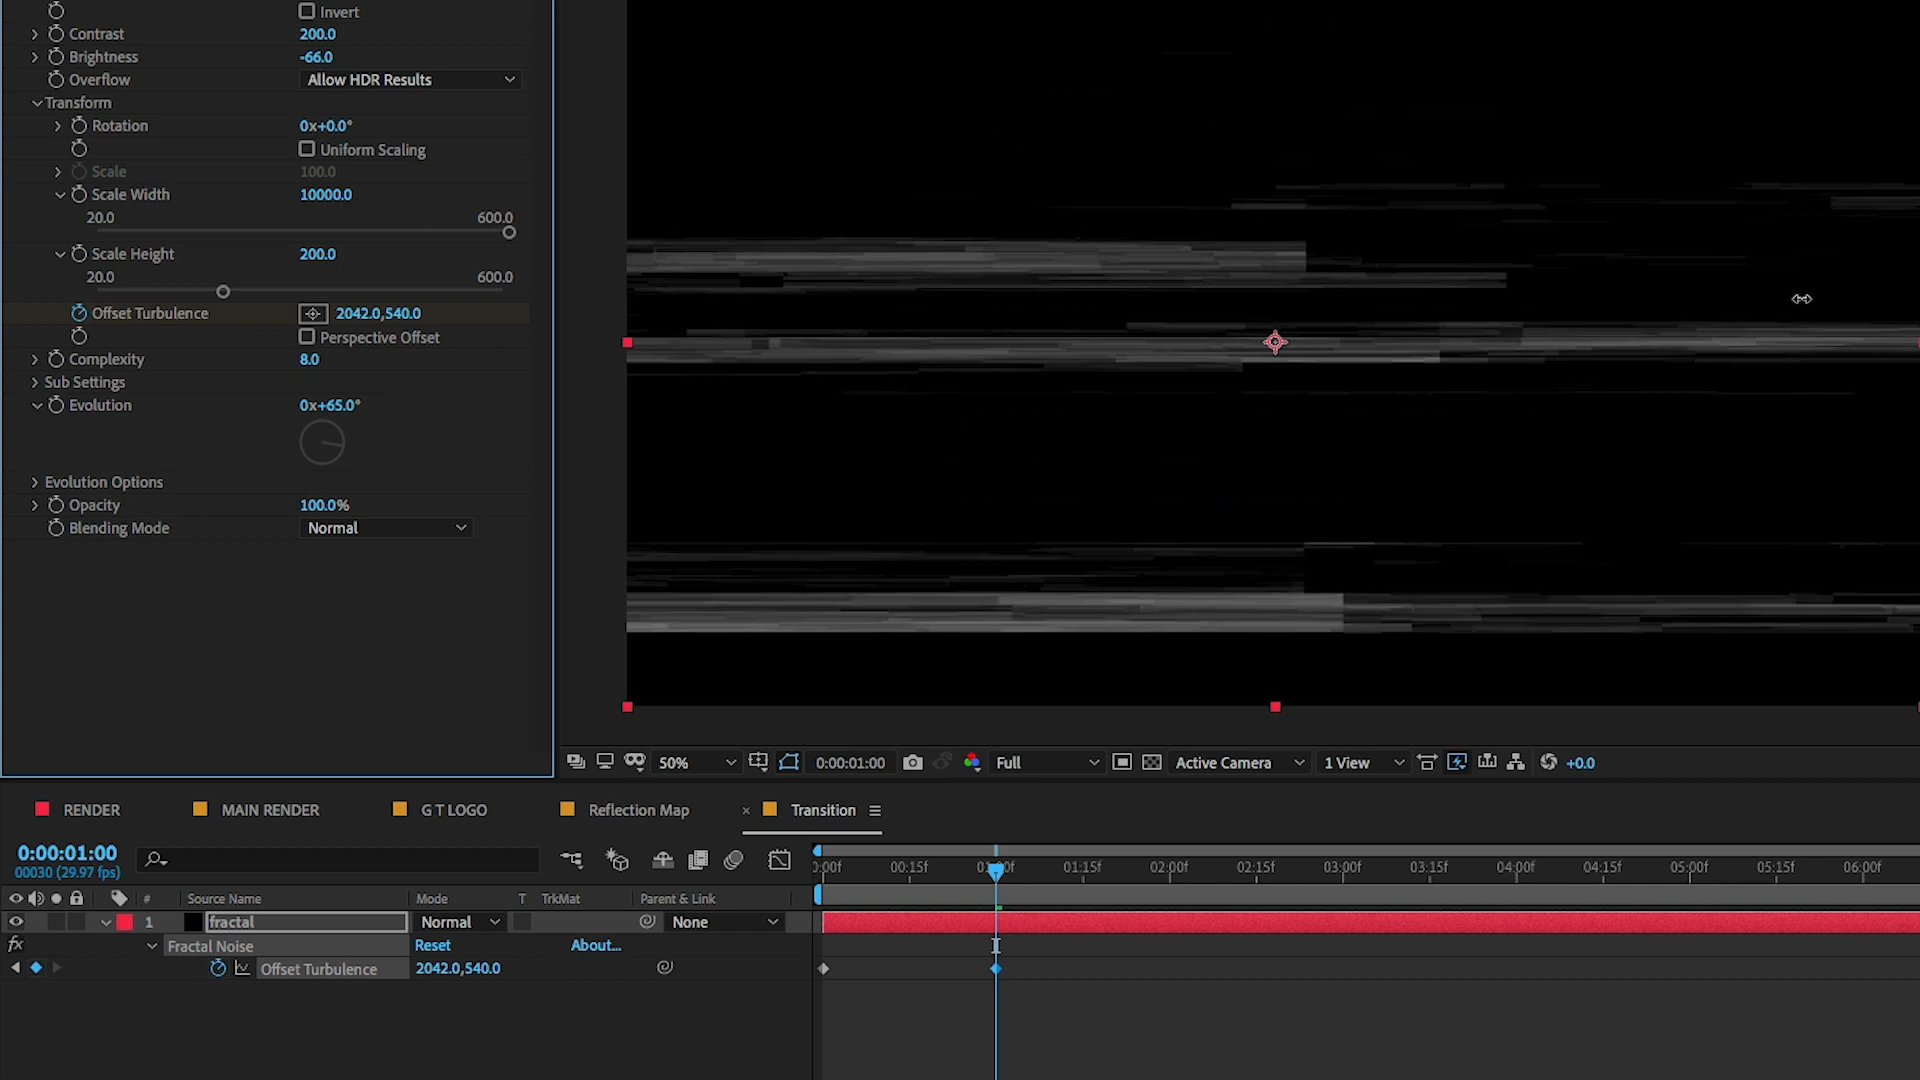 Invert
Contrast 200.0
Brightness -66.0
Overflow Allow HDR Results
Transform
Rotation 0x+0.0°
Uniform Scaling
Scale 100.0
Scale Width 10000.0
20.0 600.0
Scale Height 200.0
20.0 600.0
Offset Turbulence 2042.0,540.0
Perspective Offset
Complexity 8.0
Sub Settings
Evolution 0x+65.0°
Evolution Options
Opacity 100.0%
Blending Mode Normal
50% 0:00:01:00 Full Active Camera 1 View +0.0
RENDER MAIN RENDER G T LOGO Reflection Map × Transition
0:00:01:00
00030 (29.97 fps)
:00f 00:15f 01:00f 01:15f 02:00f 02:15f 03:00f 03:15f 04:00f 04:15f 05:00f 05:15f 06:00f
# Source Name Mode T TrkMat Parent & Link
1 fractal Normal None
fx Fractal Noise Reset About...
Offset Turbulence 2042.0,540.0